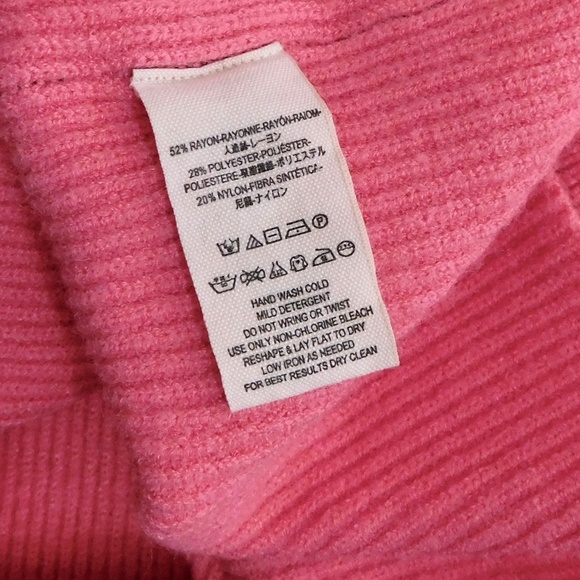 52% RAYON-RAYONNE-RAYÓN-RAIOM-
人造絲-レーヨン
28% POLYESTER-POLIÉSTER-
POLIESTERE-聚酯纖維-ポリエステル
20% NYLON-FIBRA SINTÉTICA-
尼龍-ナイロン
HAND WASH COLD
MILD DETERGENT
DO NOT WRING OR TWIST
USE ONLY NON-CHLORINE BLEACH
RESHAPE & LAY FLAT TO DRY
LOW IRON AS NEEDED
FOR BEST RESULTS DRY CLEAN